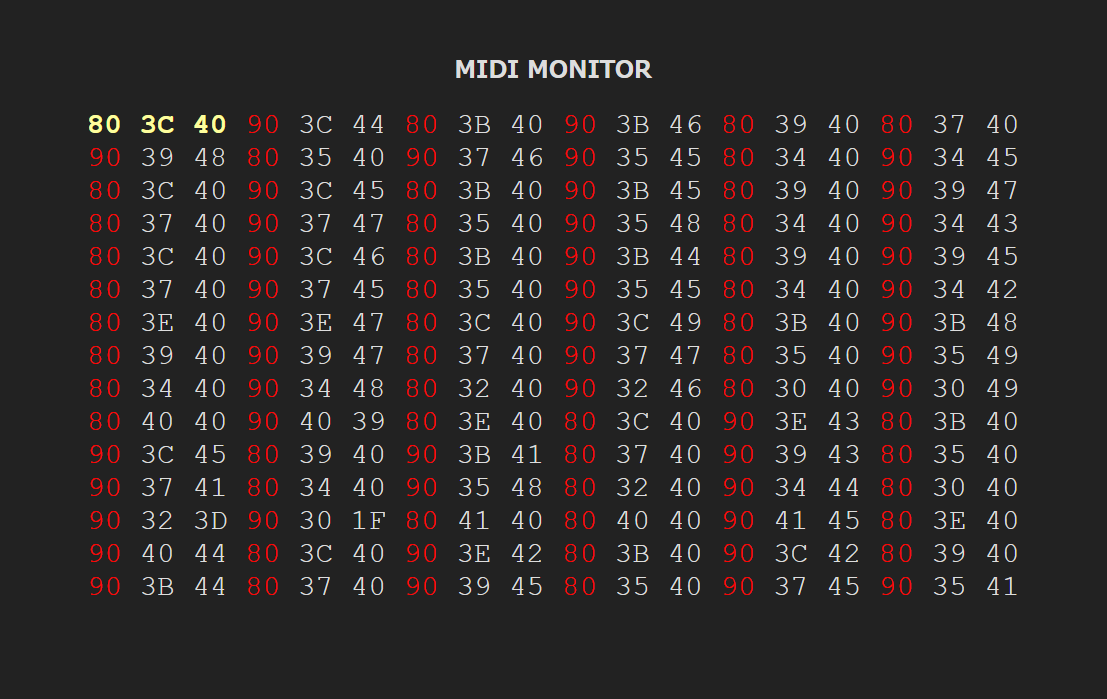 MIDI MONITOR
80 3C 40 90 3C 44 80 3B 40 90 3B 46 80 39 40 80 37 40
90 39 48 80 35 40 90 37 46 90 35 45 80 34 40 90 34 45
80 3C 40 90 3C 45 80 3B 40 90 3B 45 80 39 40 90 39 47
80 37 40 90 37 47 80 35 40 90 35 48 80 34 40 90 34 43
80 3C 40 90 3C 46 80 3B 40 90 3B 44 80 39 40 90 39 45
80 37 40 90 37 45 80 35 40 90 35 45 80 34 40 90 34 42
80 3E 40 90 3E 47 80 3C 40 90 3C 49 80 3B 40 90 3B 48
80 39 40 90 39 47 80 37 40 90 37 47 80 35 40 90 35 49
80 34 40 90 34 48 80 32 40 90 32 46 80 30 40 90 30 49
80 40 40 90 40 39 80 3E 40 80 3C 40 90 3E 43 80 3B 40
90 3C 45 80 39 40 90 3B 41 80 37 40 90 39 43 80 35 40
90 37 41 80 34 40 90 35 48 80 32 40 90 34 44 80 30 40
90 32 3D 90 30 1F 80 41 40 80 40 40 90 41 45 80 3E 40
90 40 44 80 3C 40 90 3E 42 80 3B 40 90 3C 42 80 39 40
90 3B 44 80 37 40 90 39 45 80 35 40 90 37 45 90 35 41